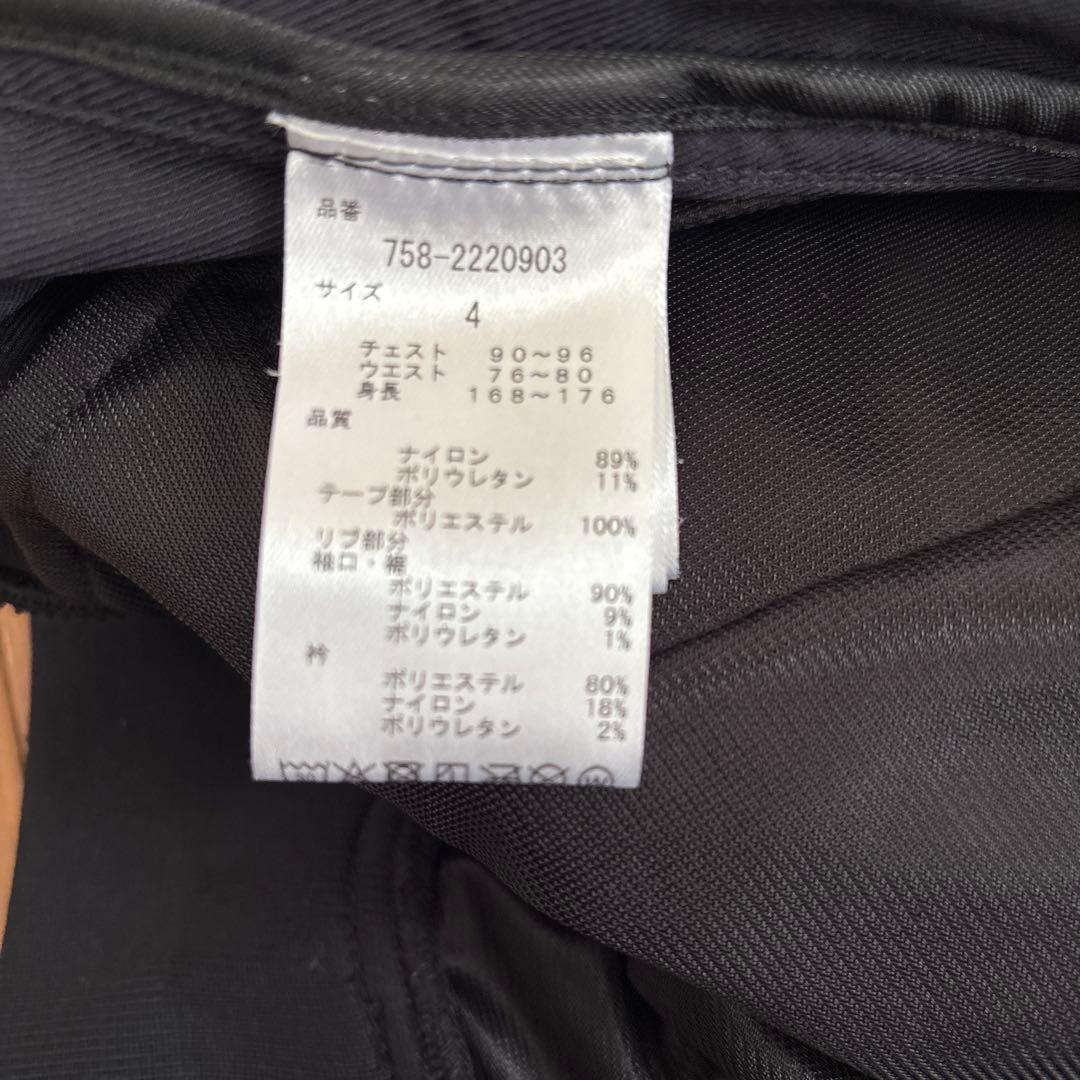 品番
758-2220903
サイズ
4
チェスト 90～96
ウエスト 76～80
身長 168～176
品質
ナイロン 89%
ポリウレタン 11%
テープ部分
ポリエステル 100%
リブ部分
袖口・裾
ポリエステル 90%
ナイロン 9%
ポリウレタン 1%
衿
ポリエステル 80%
ナイロン 18%
ポリウレタン 2%